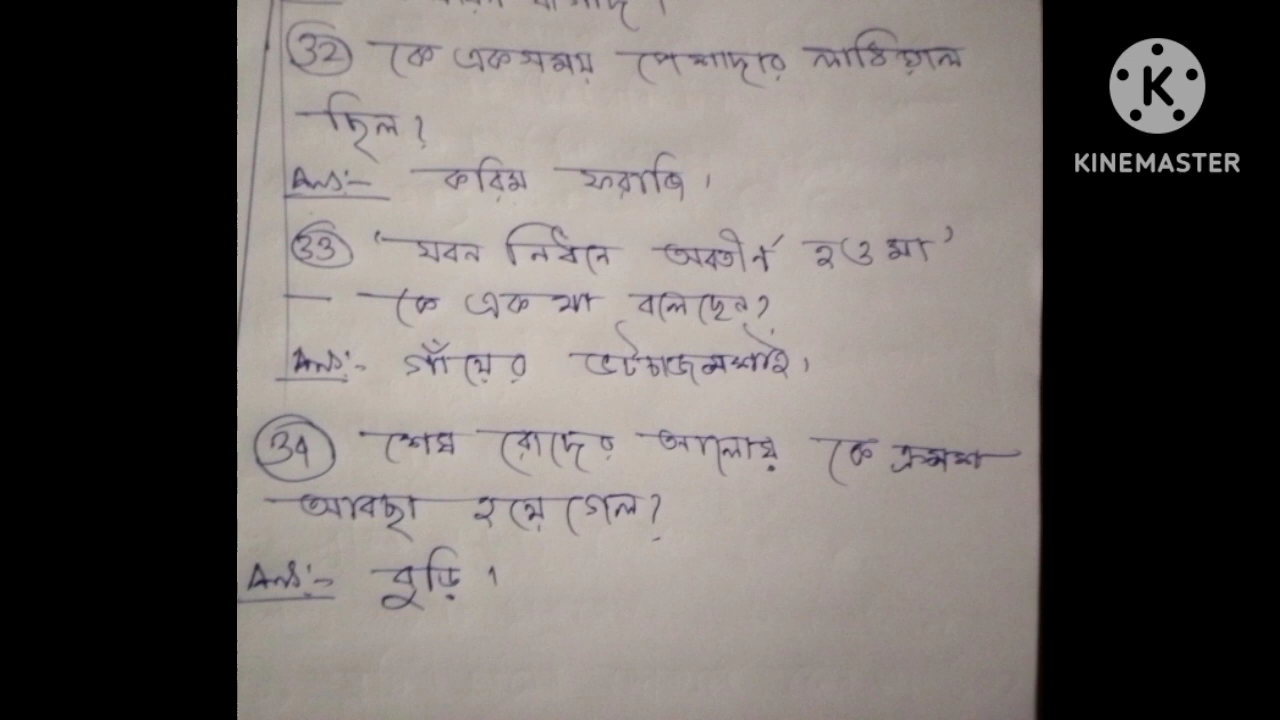 32 কে একসময় পেশাদার লাঠিয়াল
ছিল?
Ans:- করিম ফরাজি।
33 'যবন নিধনে অবতীর্ণ হও মা'
— কে একথা বলেছেন?
Ans:- গাঁয়ের ভটচাজমশাই।
34 শেষ রোদের আলোয় কে ক্রমশ
আবছা হয়ে গেল?
Ans:- বুড়ি।
K
KINEMASTER